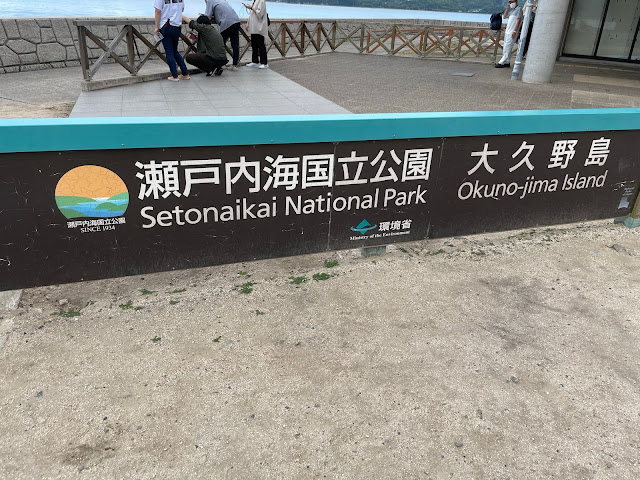 瀬戸内海国立公園
Setonaikai National Park
瀬戸内海国立公園
SINCE 1934
環境省
Ministry of the Environment
大久野島
Okuno-jima Island